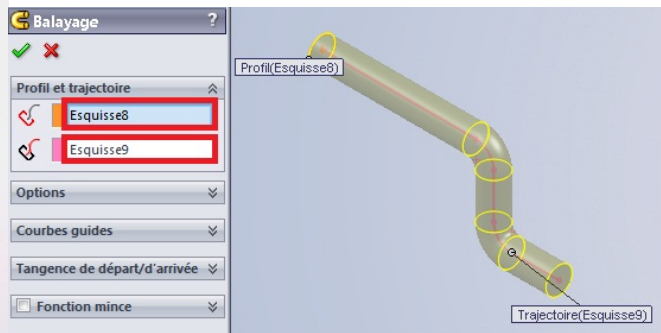 Balayage ?
Profil et trajectoire
Esquisse8
Esquisse9
Options
Courbes guides
Tangence de départ/d'arrivée
Fonction mince
Profil(Esquisse8)
Trajectoire(Esquisse9)